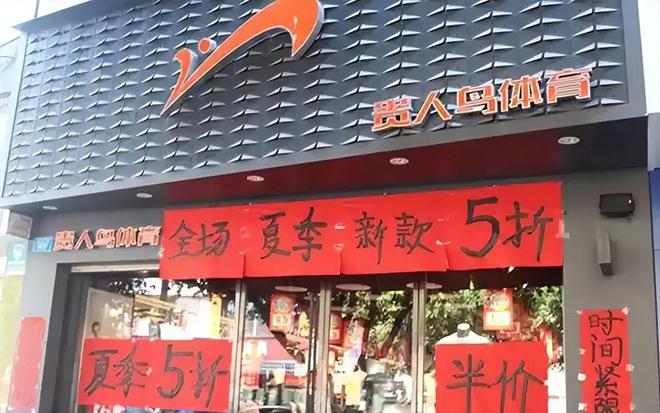 贵人鸟体育
贵人鸟体育
全场 夏季 新款 5折
夏季5折
半价
时间紧